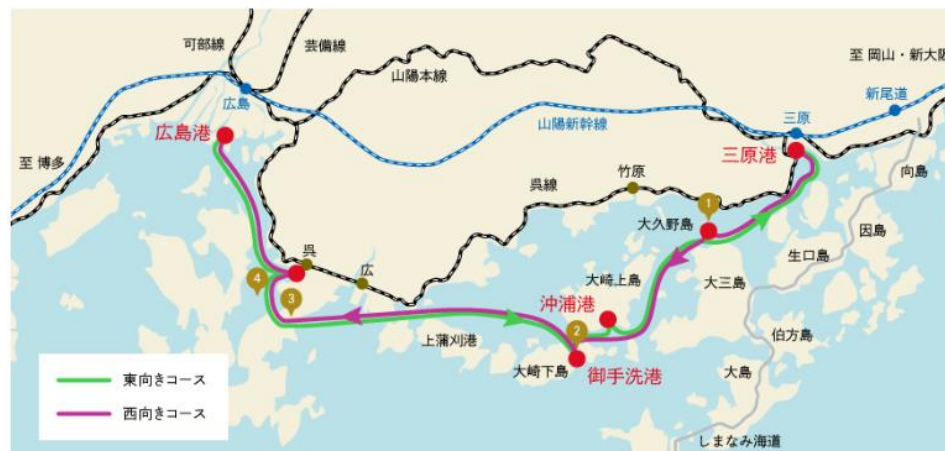 可部線
芸備線
山陽本線
至 岡山・新大阪
広島
新尾道
三原
広島港
山陽新幹線
三原港
至 博多
向島
竹原
呉線
1
大久野島
因島
生口島
呉
大崎上島
大三島
4
広
3
沖浦港
2
伯方島
上蒲刈港
大崎下島
御手洗港
大島
東向きコース
西向きコース
しまなみ海道